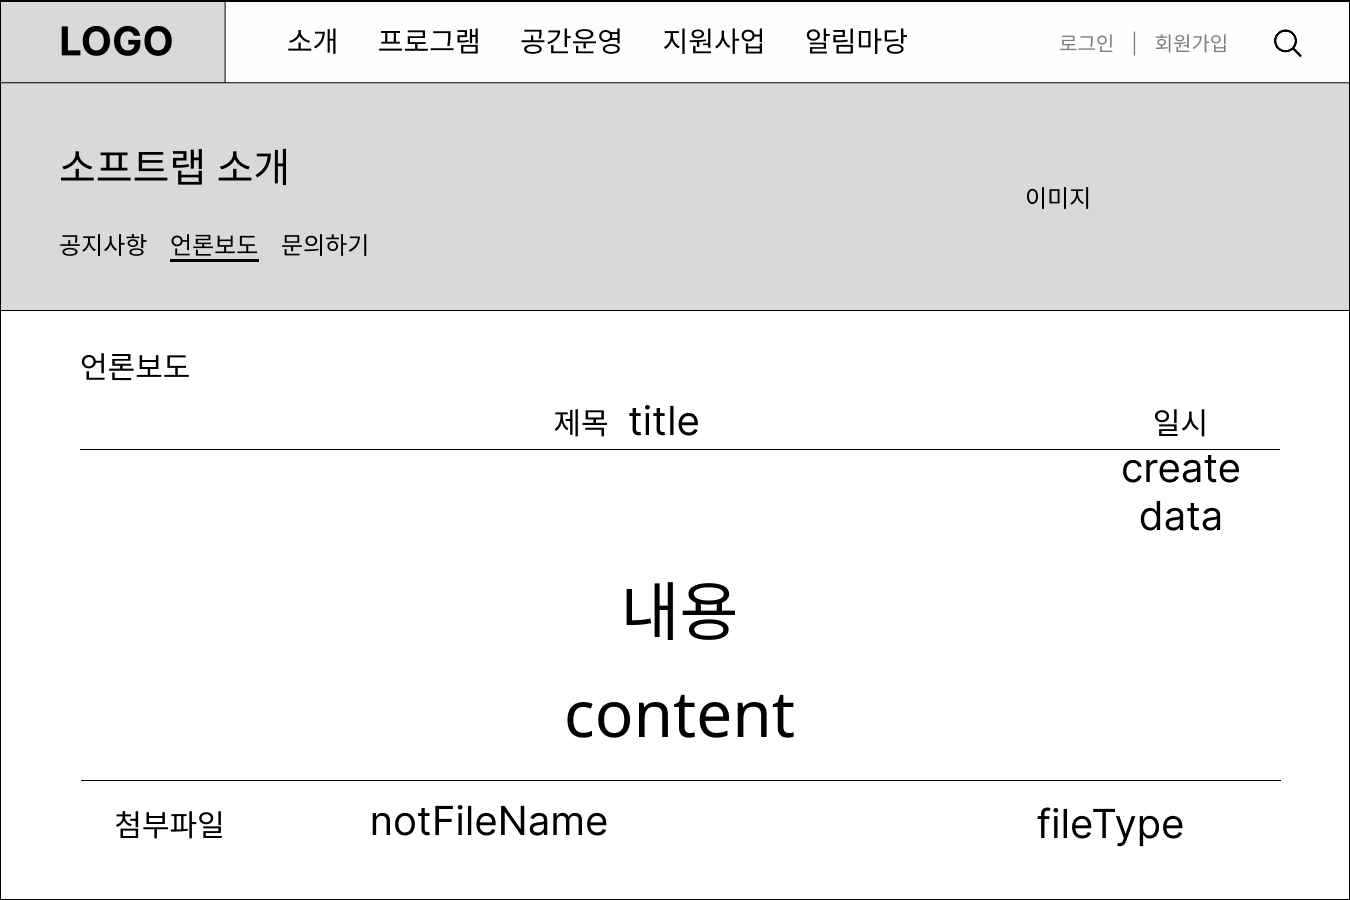 LOGO 소개 프로그램 공간운영 지원사업 알림마당 로그인 | 회원가입
소프트랩 소개
이미지
공지사항 언론보도 문의하기
언론보도
제목 title 일시
create
data
내용
content
첨부파일 notFileName fileType